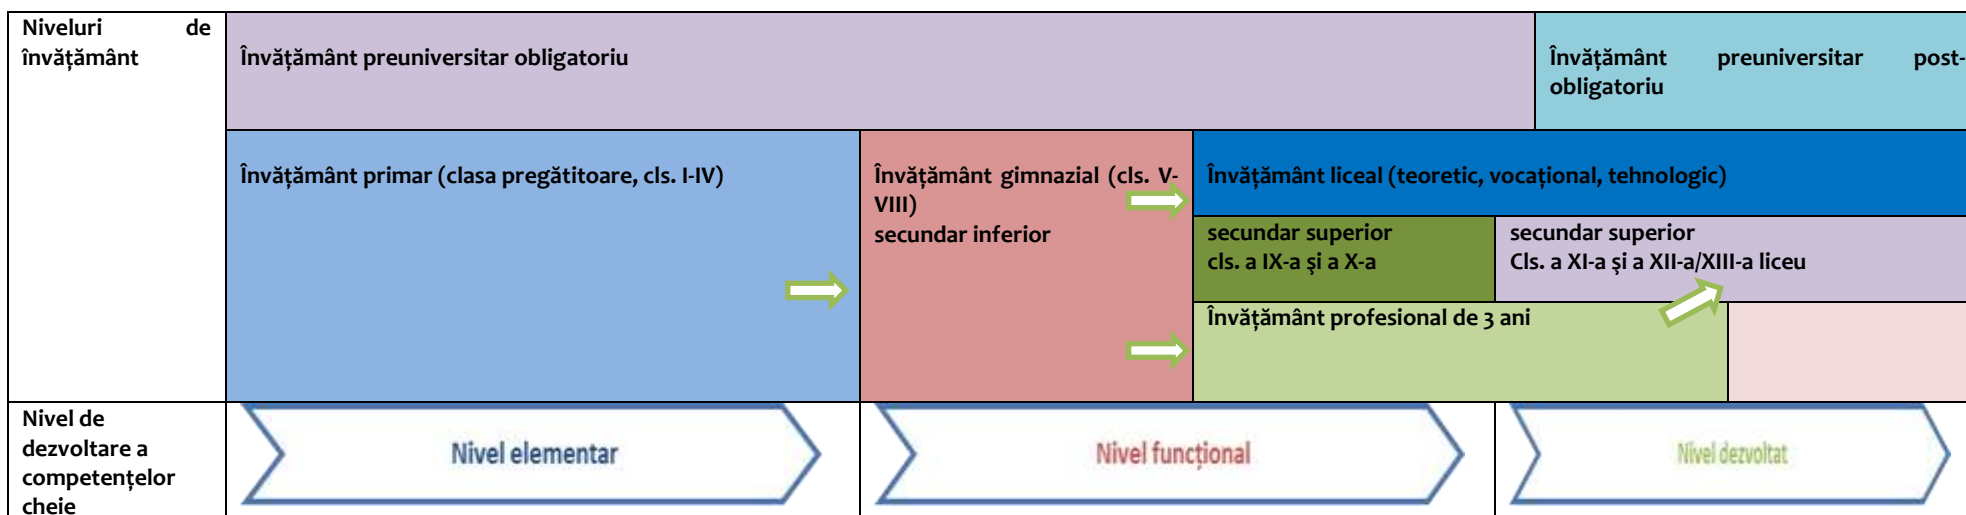 Niveluri de
învățământ
Învățământ preuniversitar obligatoriu
Învățământ preuniversitar post-
obligatoriu
Învățământ primar (clasa pregătitoare, cls. I-IV)
Învățământ gimnazial (cls. V-
VIII)
secundar inferior
Învățământ liceal (teoretic, vocațional, tehnologic)
secundar superior
cls. a IX-a și a X-a
secundar superior
Cls. a XI-a și a XII-a/XIII-a liceu
Învățământ profesional de 3 ani
Nivel de
dezvoltare a
competențelor
cheie
Nivel elementar
Nivel funcțional
Nivel dezvoltat